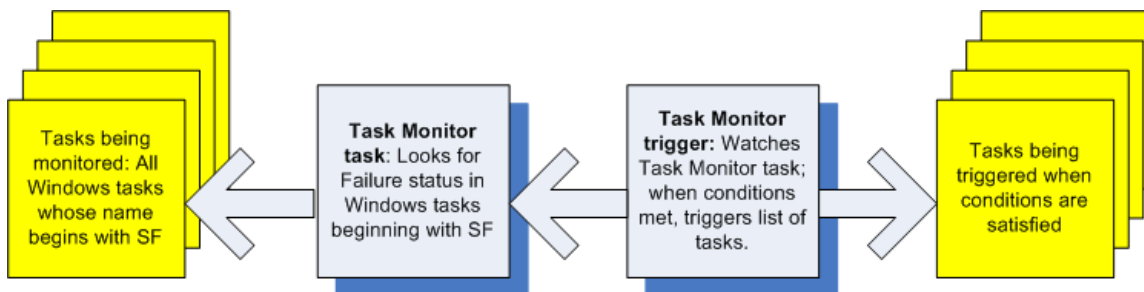 Tasks being
monitored: All
Windows tasks
whose name
begins with SF
Task Monitor
task: Looks for
Failure status in
Windows tasks
beginning with SF
Task Monitor
trigger: Watches
Task Monitor task;
when conditions
met, triggers list of
tasks.
Tasks being
triggered when
conditions are
satisfied